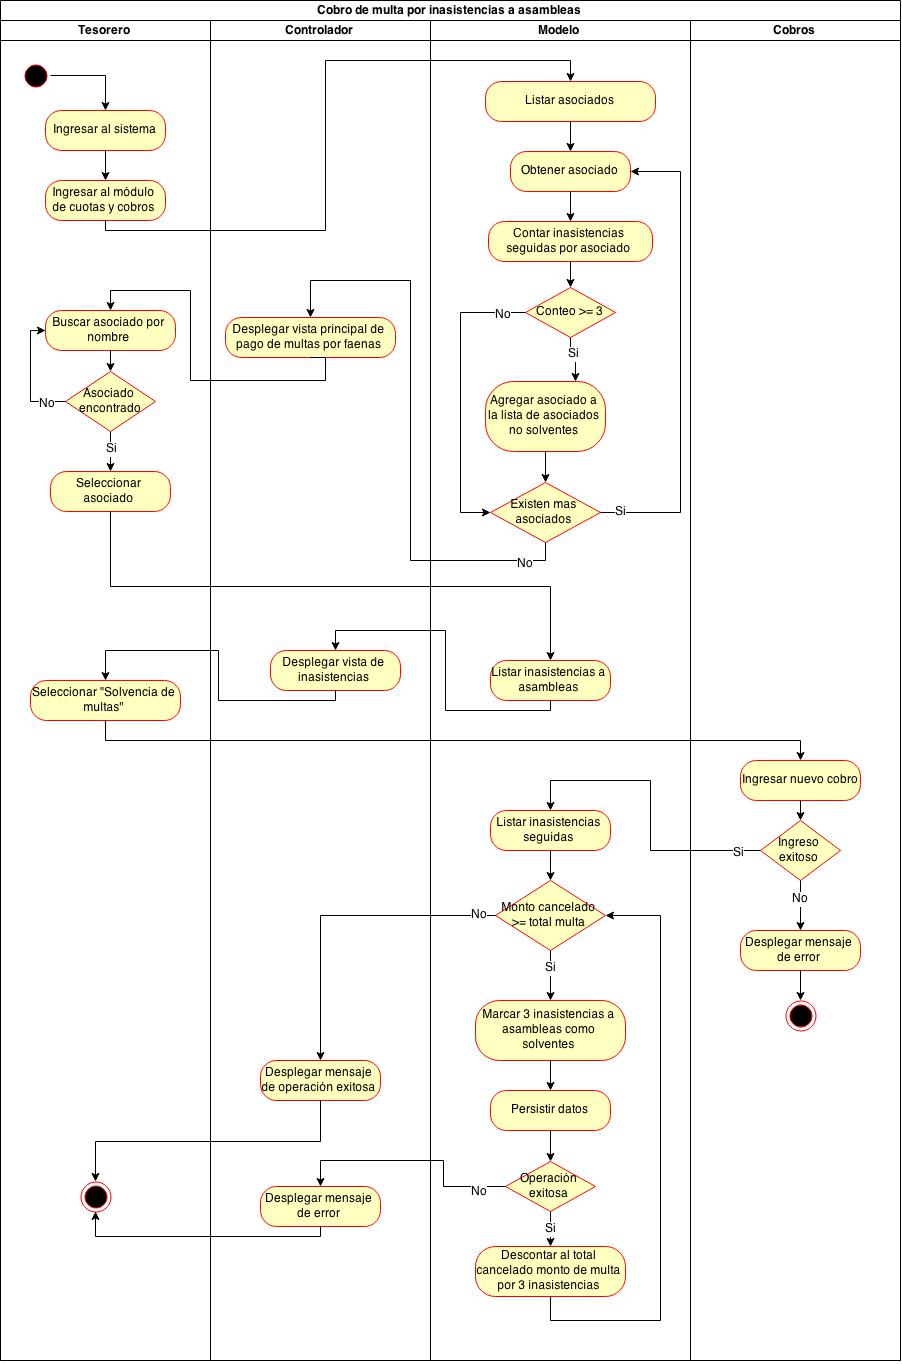 Cobro de multa por inasistencias a asambleas
Tesorero
Controlador
Modelo
Cobros
Ingresar al sistema
Ingresar al módulo
de cuotas y cobros
Listar asociados
Obtener asociado
Contar inasistencias
seguidas por asociado
Conteo >= 3
No
Si
Agregar asociado a
la lista de asociados
no solventes
Existen mas
asociados
Si
No
Desplegar vista principal de
pago de multas por faenas
Buscar asociado por
nombre
Asociado
encontrado
No
Si
Seleccionar
asociado
Listar inasistencias a
asambleas
Desplegar vista de
inasistencias
Seleccionar "Solvencia de
multas"
Ingresar nuevo cobro
Ingreso
exitoso
Si
No
Desplegar mensaje
de error
Listar inasistencias
seguidas
Monto cancelado
>= total multa
No
Si
Marcar 3 inasistencias a
asambleas como
solventes
Desplegar mensaje
de operación exitosa
Persistir datos
Operación
exitosa
No
Si
Desplegar mensaje
de error
Descontar al total
cancelado monto de multa
por 3 inasistencias